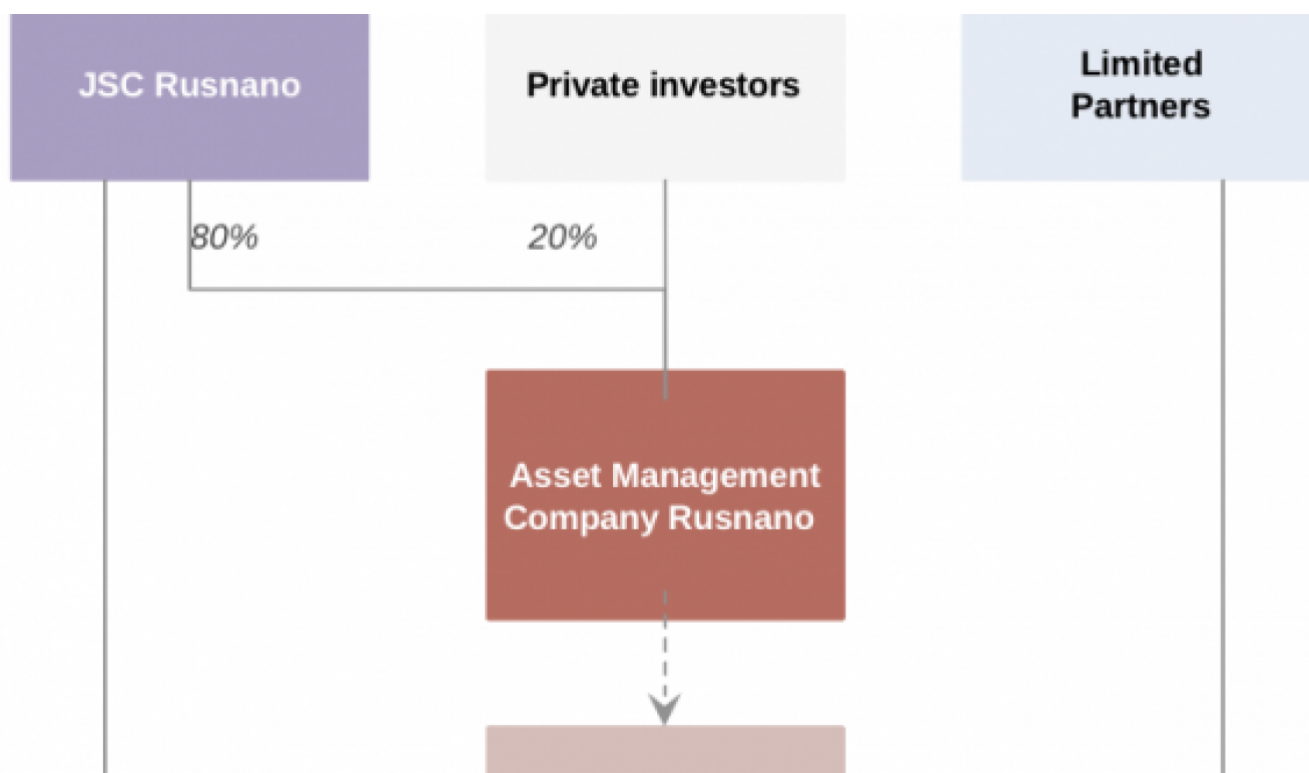 JSC Rusnano
Private investors
Limited
Partners
80%
20%
Asset Management
Company Rusnano